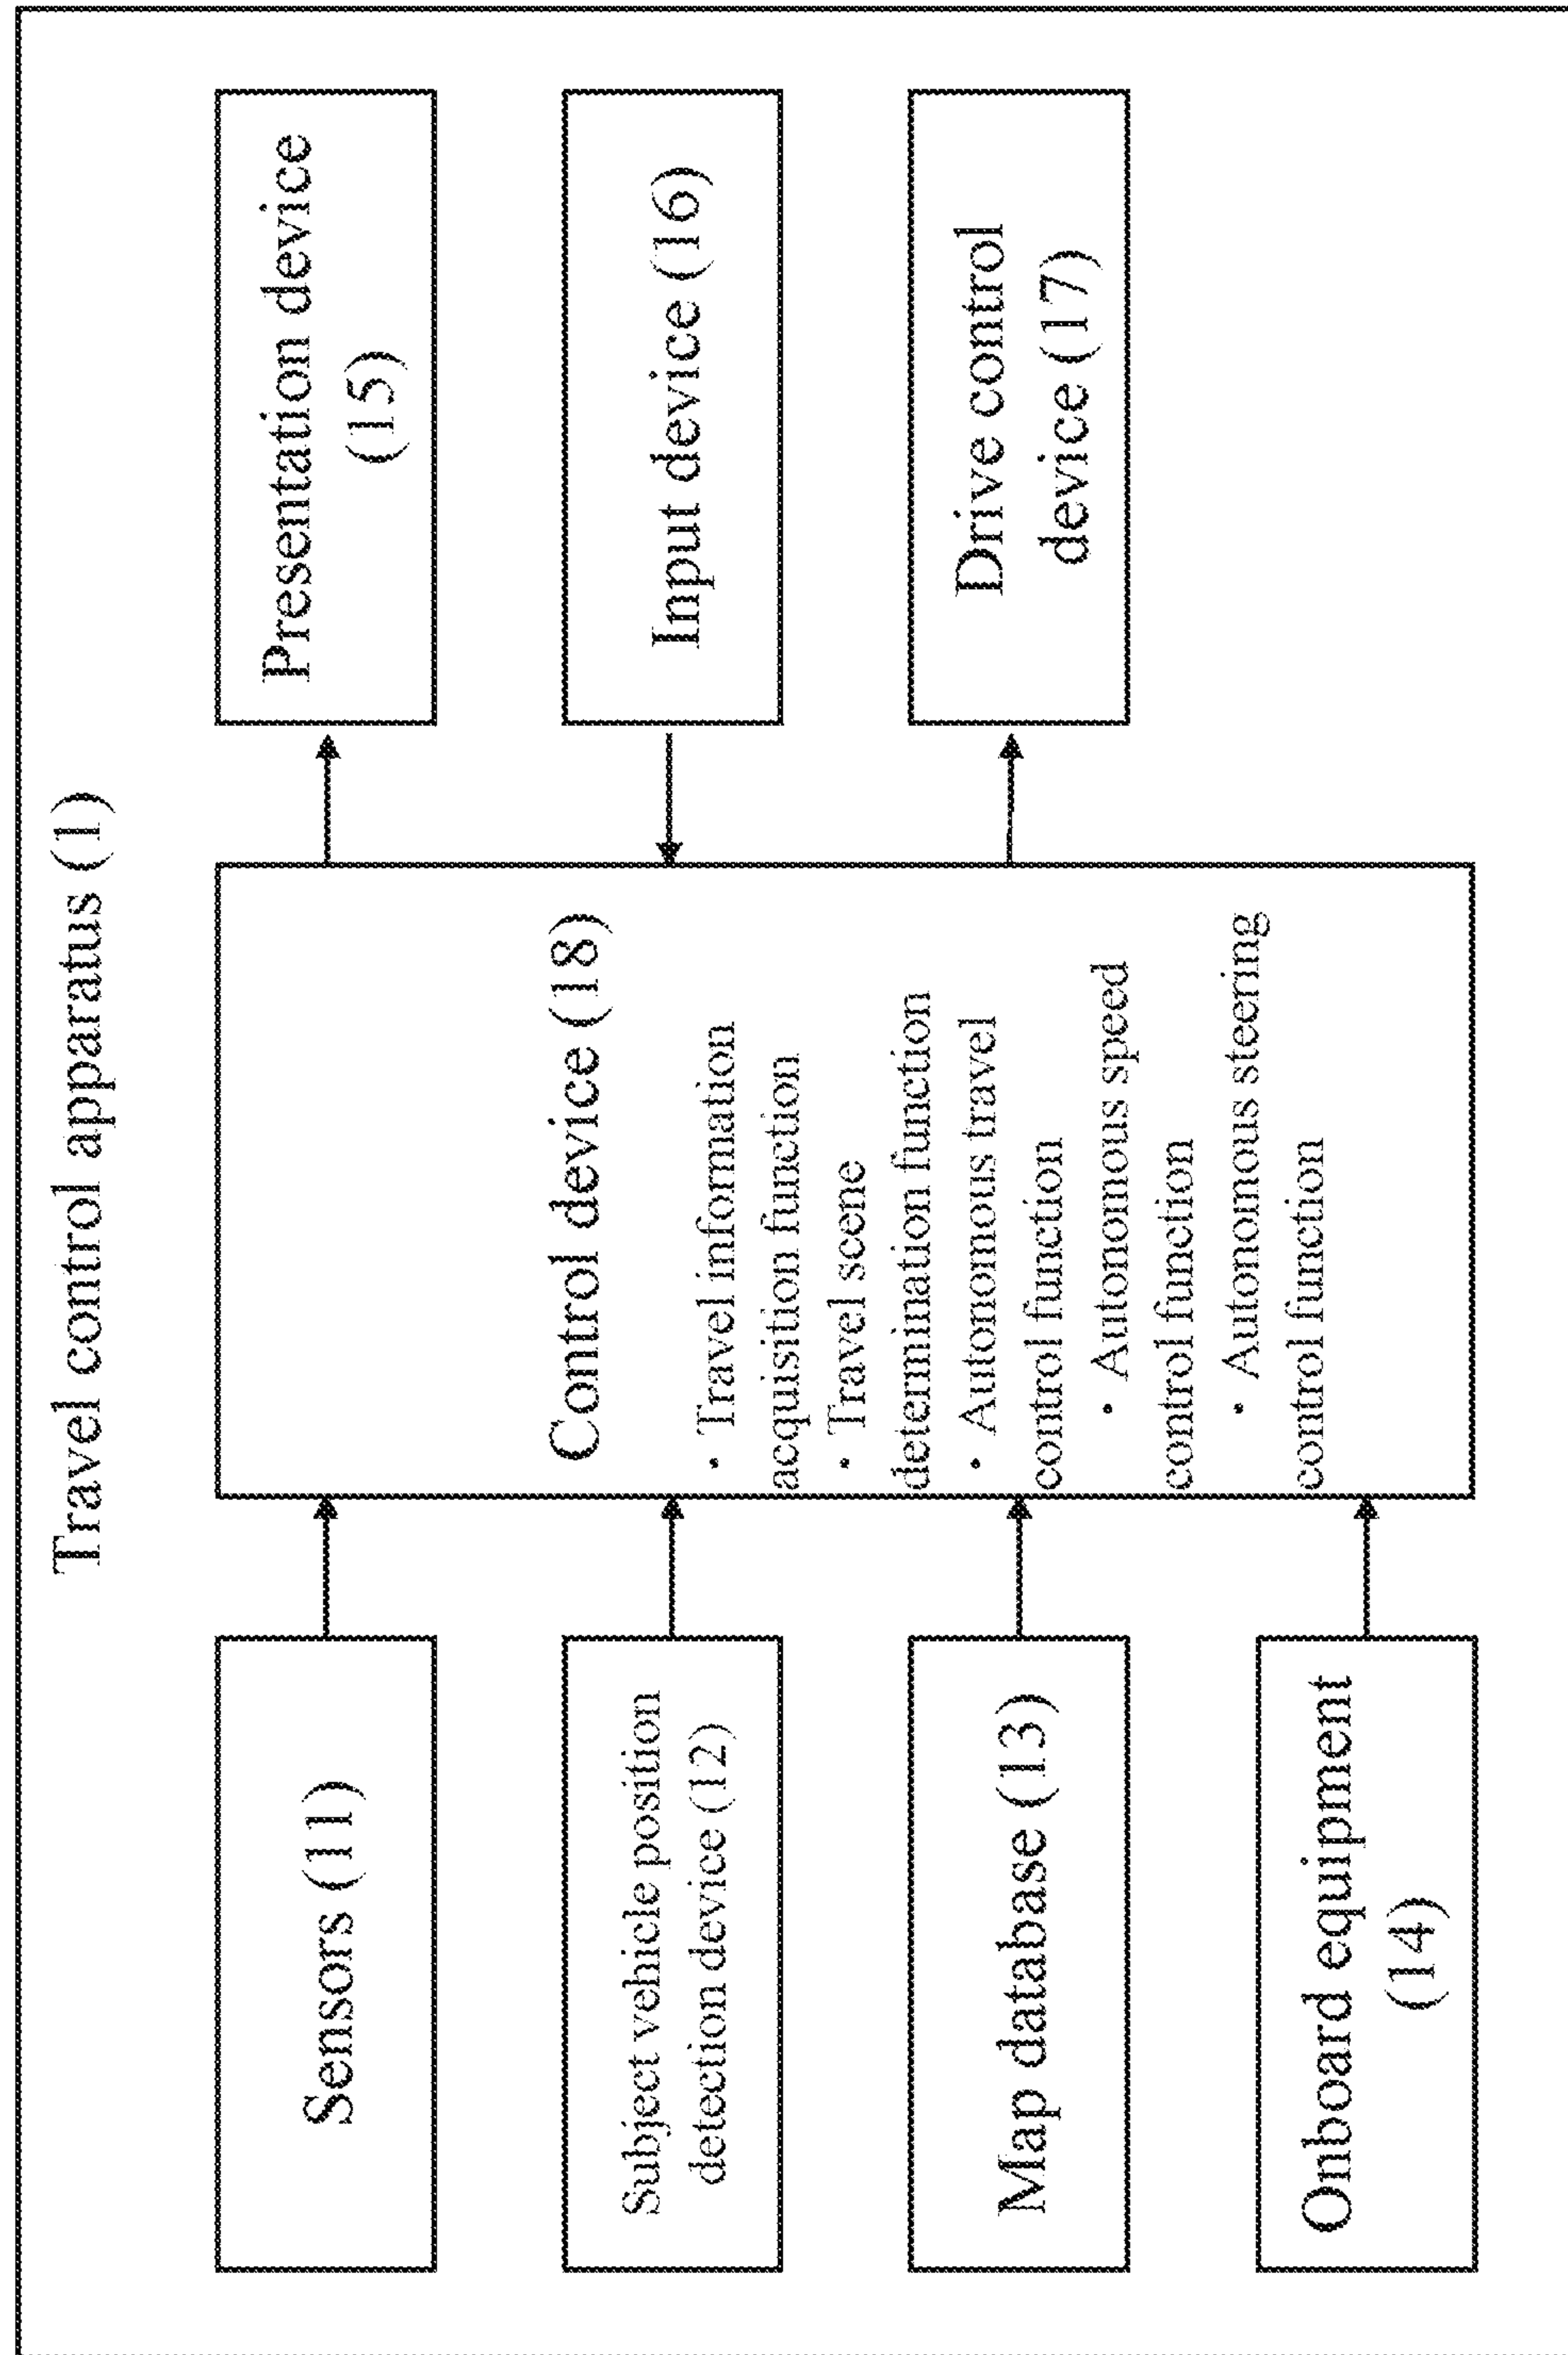 Travel control apparatus (1)
Sensors (11)
Subject vehicle position
detection device (12)
Map database (13)
Onboard equipment
(14)
Control device (18)
・Travel information
acquisition function
・Travel scene
determination function
・Autonomous travel
control function
・Autonomous speed
control function
・Autonomous steering
control function
Presentation device
(15)
Input device (16)
Drive control
device (17)